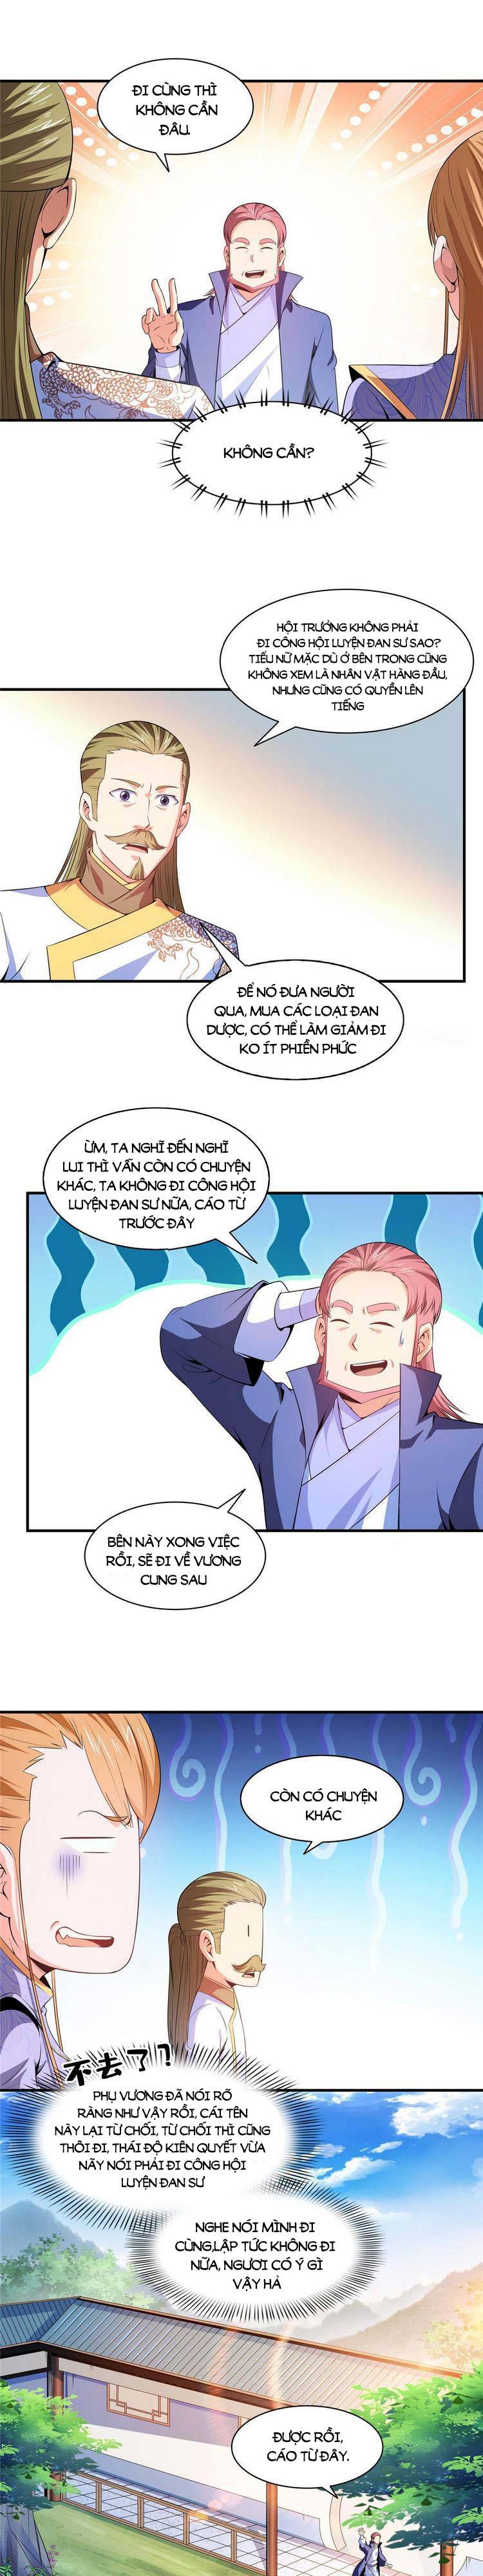 ĐI CÙNG THÌ
KHÔNG CẦN
ĐÂU.
KHÔNG CẦN?
HỘI TRƯỞNG KHÔNG PHẢI
ĐI CÔNG HỘI LUYỆN ĐAN SƯ SAO?
TIỂU NỮ MẶC DÙ Ở BÊN TRONG CŨNG
KHÔNG XEM LÀ NHÂN VẬT HÀNG ĐẦU,
NHƯNG CŨNG CÓ QUYỀN LÊN
TIẾNG
ĐỂ NÓ ĐƯA NGƯỜI
QUA, MUA CÁC LOẠI ĐAN
DƯỢC, CÓ THỂ LÀM GIẢM ĐI
KO ÍT PHIỀN PHỨC
ỪM, TA NGHĨ ĐẾN NGHĨ
LUI THÌ VẪN CÒN CÓ CHUYỆN
KHÁC, TA KHÔNG ĐI CÔNG HỘI
LUYỆN ĐAN SƯ NỮA, CÁO TỪ
TRƯỚC ĐÂY
BÊN NÀY XONG VIỆC
RỒI, SẼ ĐI VỀ VƯƠNG
CUNG SAU
CÒN CÓ CHUYỆN
KHÁC
不去了?
PHỤ VƯƠNG ĐÃ NÓI RÕ
RÀNG NHƯ VẬY RỒI, CÁI TÊN
NÀY LẠI TỪ CHỐI, TỪ CHỐI THÌ CŨNG
THÔI ĐI, THÁI ĐỘ KIÊN QUYẾT VỪA
NÃY NÓI PHẢI ĐI CÔNG HỘI
LUYỆN ĐAN SƯ
NGHE NÓI MÌNH ĐI
CÙNG,LẬP TỨC KHÔNG ĐI
NỮA, NGƯƠI CÓ Ý GÌ
VẬY HẢ
ĐƯỢC RỒI,
CÁO TỪ ĐÂY.